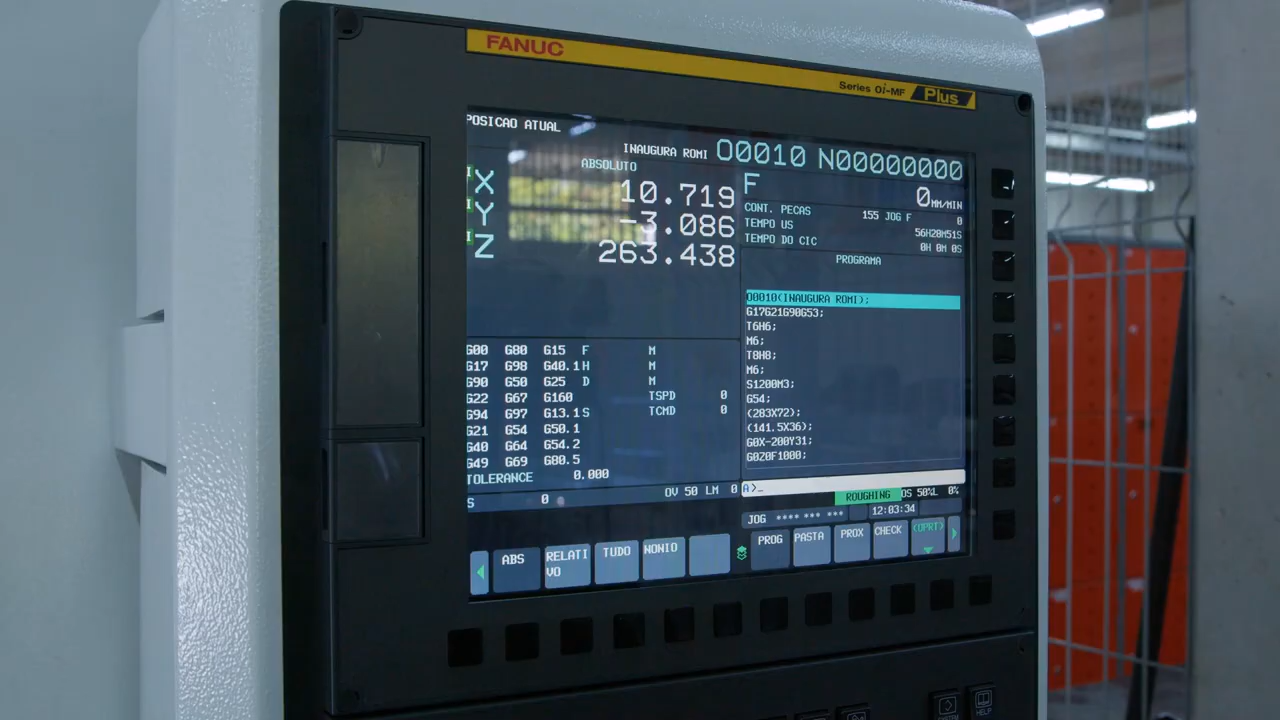 FANUC
Series 0i-MF Plus
POSICAO ATUAL
INAUGURA ROMI O0010 N00000000
ABSOLUTO
X 10.719
Y -3.086
Z 263.438
F 0MM/MIN
CONT. PECAS 155 JOG F 0
TEMPO US 56H28M51S
TEMPO DO CIC 0H 0M 0S
PROGRAMA
O0010(INAUGURA ROMI);
G17G21G90G53;
T6H6;
M6;
T8H8;
M6;
S1200M3;
G54;
(283X72);
(141.5X36);
G0X-200Y31;
G0Z0F1000;
G00 G80 G15 F M
G17 G98 G40.1 H M
G90 G50 G25 D M
G22 G67 G160 TSPD 0
G94 G97 G13.1 S TCMD 0
G21 G54 G50.1
G40 G64 G54.2
G49 G69 G80.5
TOLERANCE 0.000
S 0 OV 50 LM 0
A>_
ROUGHING OS 50%L 0%
JOG **** *** *** 12:03:34
ABS RELATIVO TUDO NONIO PROG PASTA PROX CHECK (OPRT)
HELP